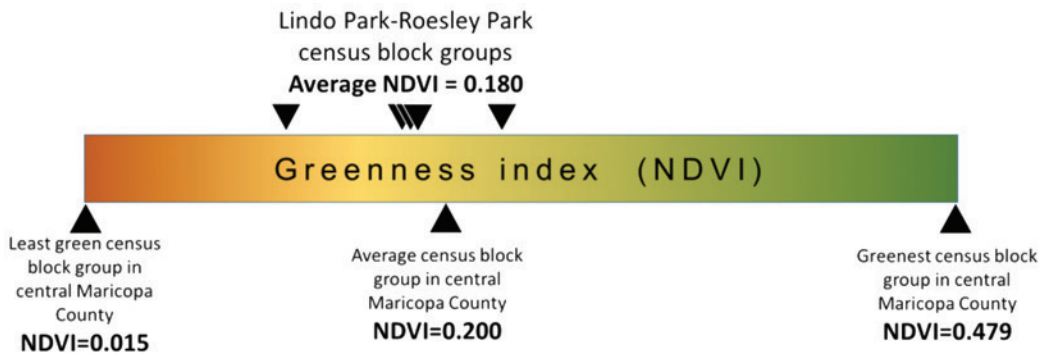 Lindo Park-Roesley Park
census block groups
Average NDVI = 0.180
Greenness index (NDVI)
Least green census
block group in
central Maricopa
County
NDVI=0.015
Average census block
group in central
Maricopa County
NDVI=0.200
Greenest census block
group in central
Maricopa County
NDVI=0.479